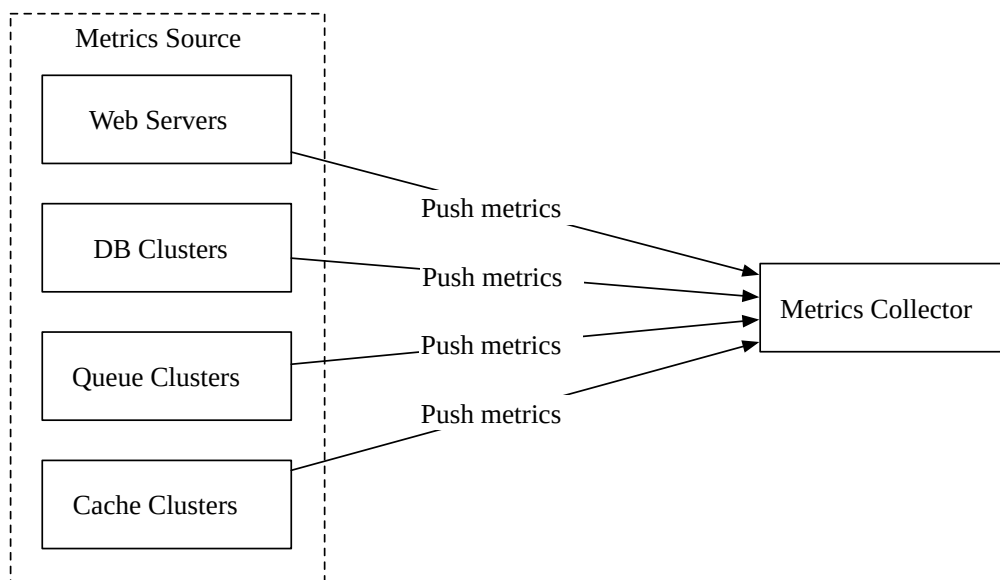 Metrics Source
Web Servers
Push metrics
DB Clusters
Push metrics
Metrics Collector
Queue Clusters
Push metrics
Push metrics
Cache Clusters